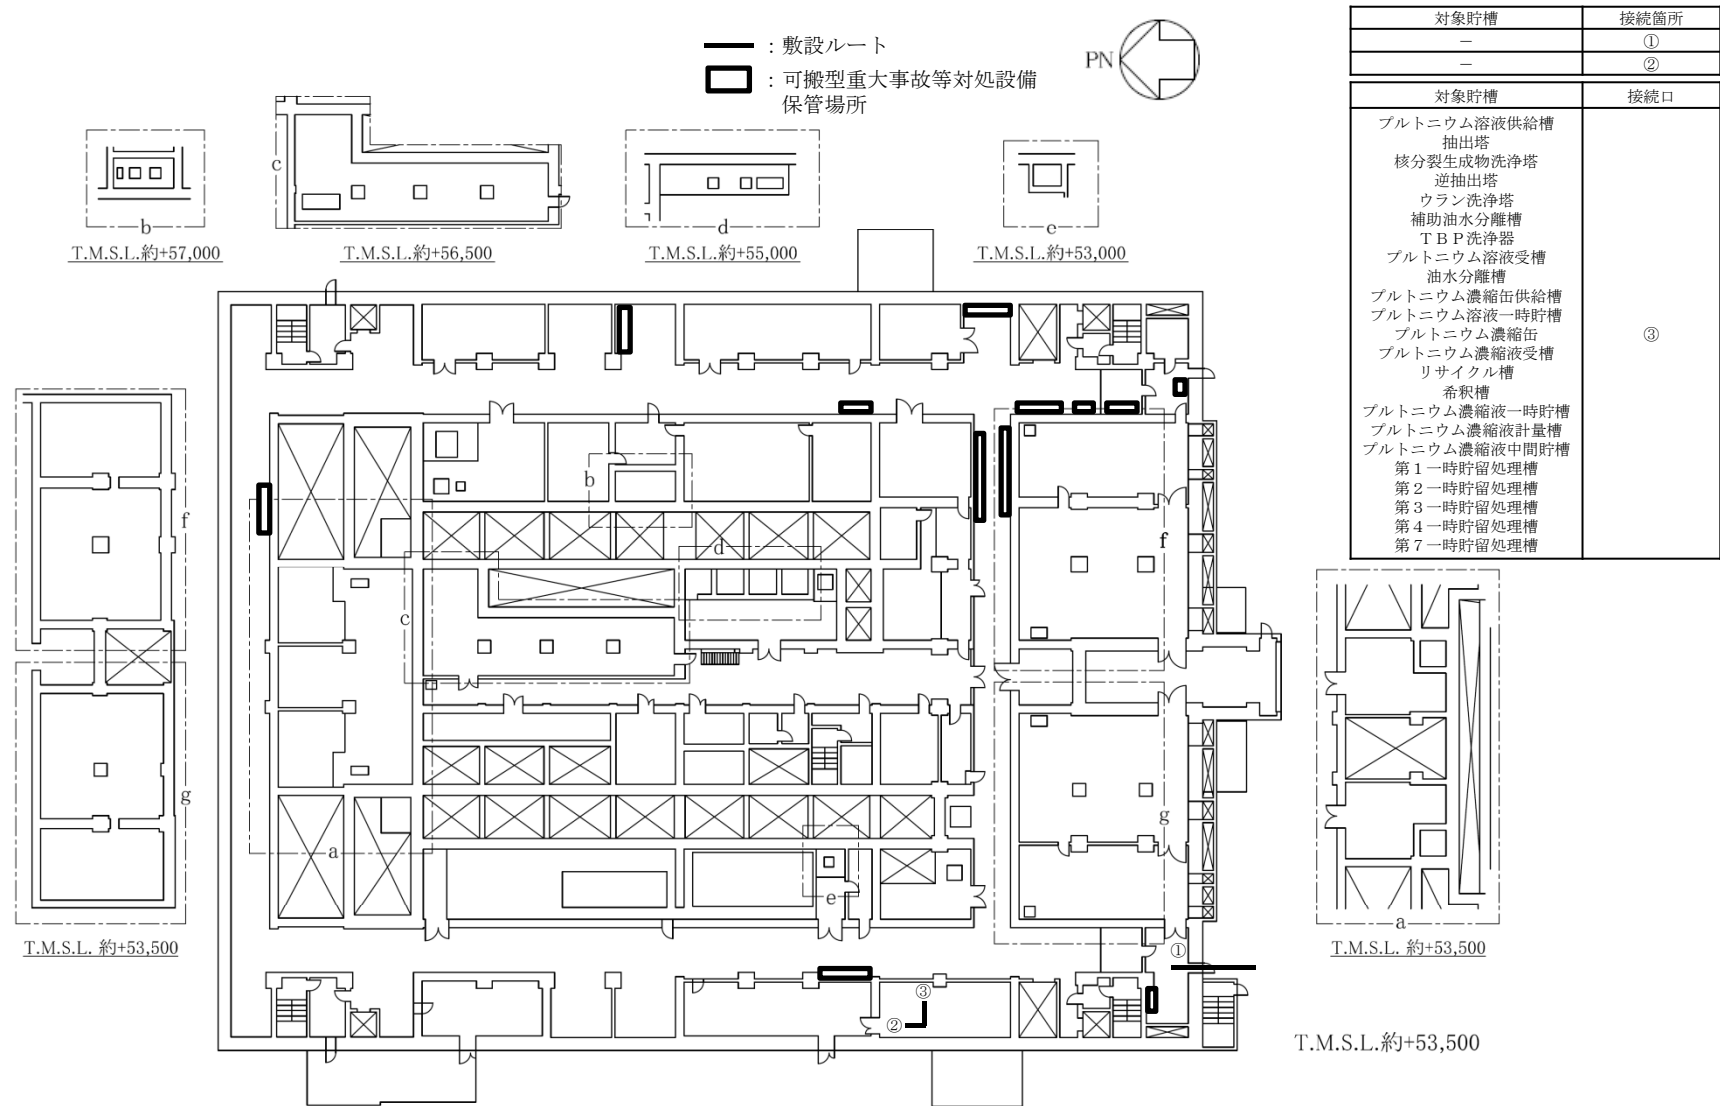 ：敷設ルート
：可搬型重大事故等対処設備
保管場所
PN
対象貯槽 接続箇所
－ ①
－ ②
対象貯槽 接続口
プルトニウム溶液供給槽
抽出塔
核分裂生成物洗浄塔
逆抽出塔
ウラン洗浄塔
補助油水分離槽
ＴＢＰ洗浄器
プルトニウム溶液受槽
油水分離槽
プルトニウム濃縮缶供給槽
プルトニウム溶液一時貯槽
プルトニウム濃縮缶
③
プルトニウム濃縮液受槽
リサイクル槽
希釈槽
プルトニウム濃縮液一時貯槽
プルトニウム濃縮液計量槽
プルトニウム濃縮液中間貯槽
第１一時貯留処理槽
第２一時貯留処理槽
第３一時貯留処理槽
第４一時貯留処理槽
第７一時貯留処理槽
b
T.M.S.L.約+57,000
c
T.M.S.L.約+56,500
d
T.M.S.L.約+55,000
e
T.M.S.L.約+53,000
f
g
T.M.S.L. 約+53,500
b
d
c
a
e
f
g
①
②
③
a
T.M.S.L. 約+53,500
T.M.S.L.約+53,500